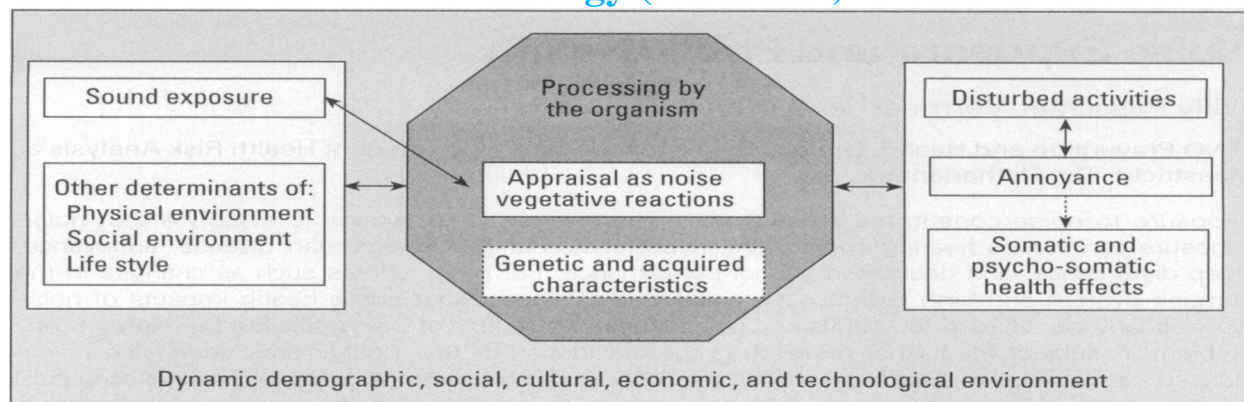 Sound exposure
Other determinants of:
Physical environment
Social environment
Lifestyle
Processing by
the organism
Appraisal as noise
vegetative reactions
Genetic and acquired
characteristics
Disturbed activities
Annoyance
Somatic and
psycho-somatic
health effects
Dynamic demographic, social, cultural, economic, and technological environment